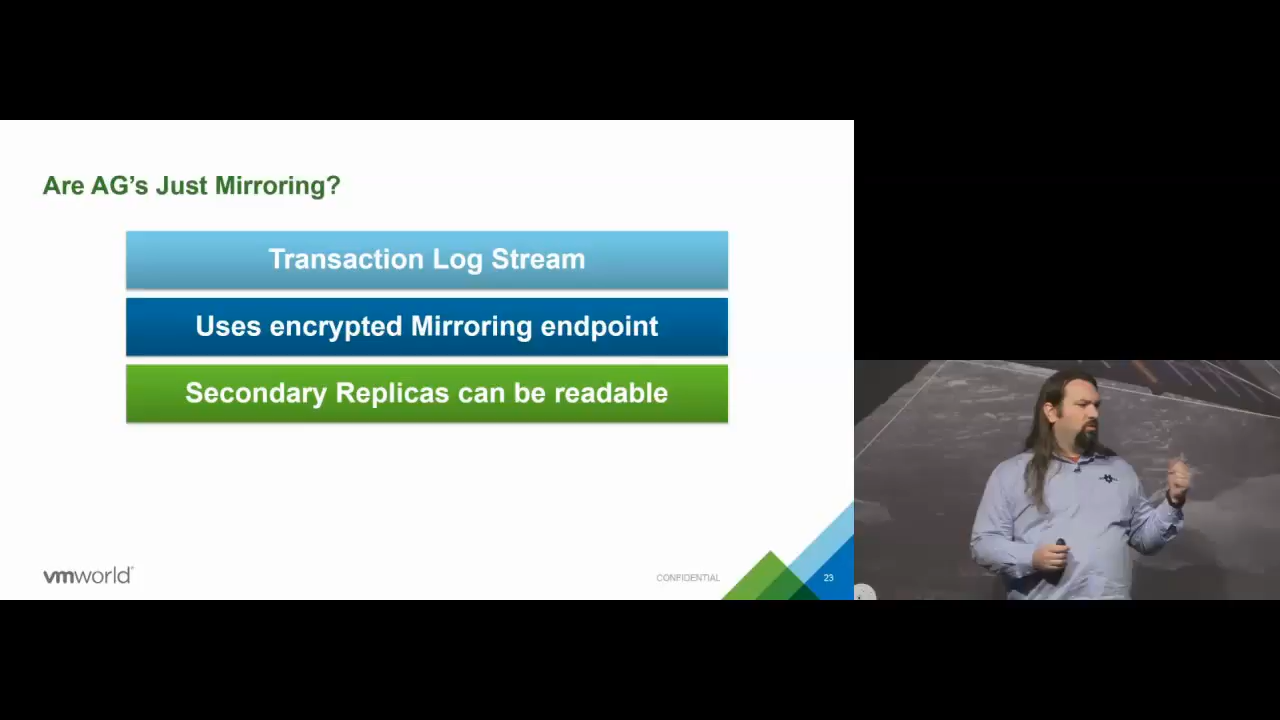 Are AG's Just Mirroring?
Transaction Log Stream
Uses encrypted Mirroring endpoint
Secondary Replicas can be readable
vmworld
CONFIDENTIAL
23